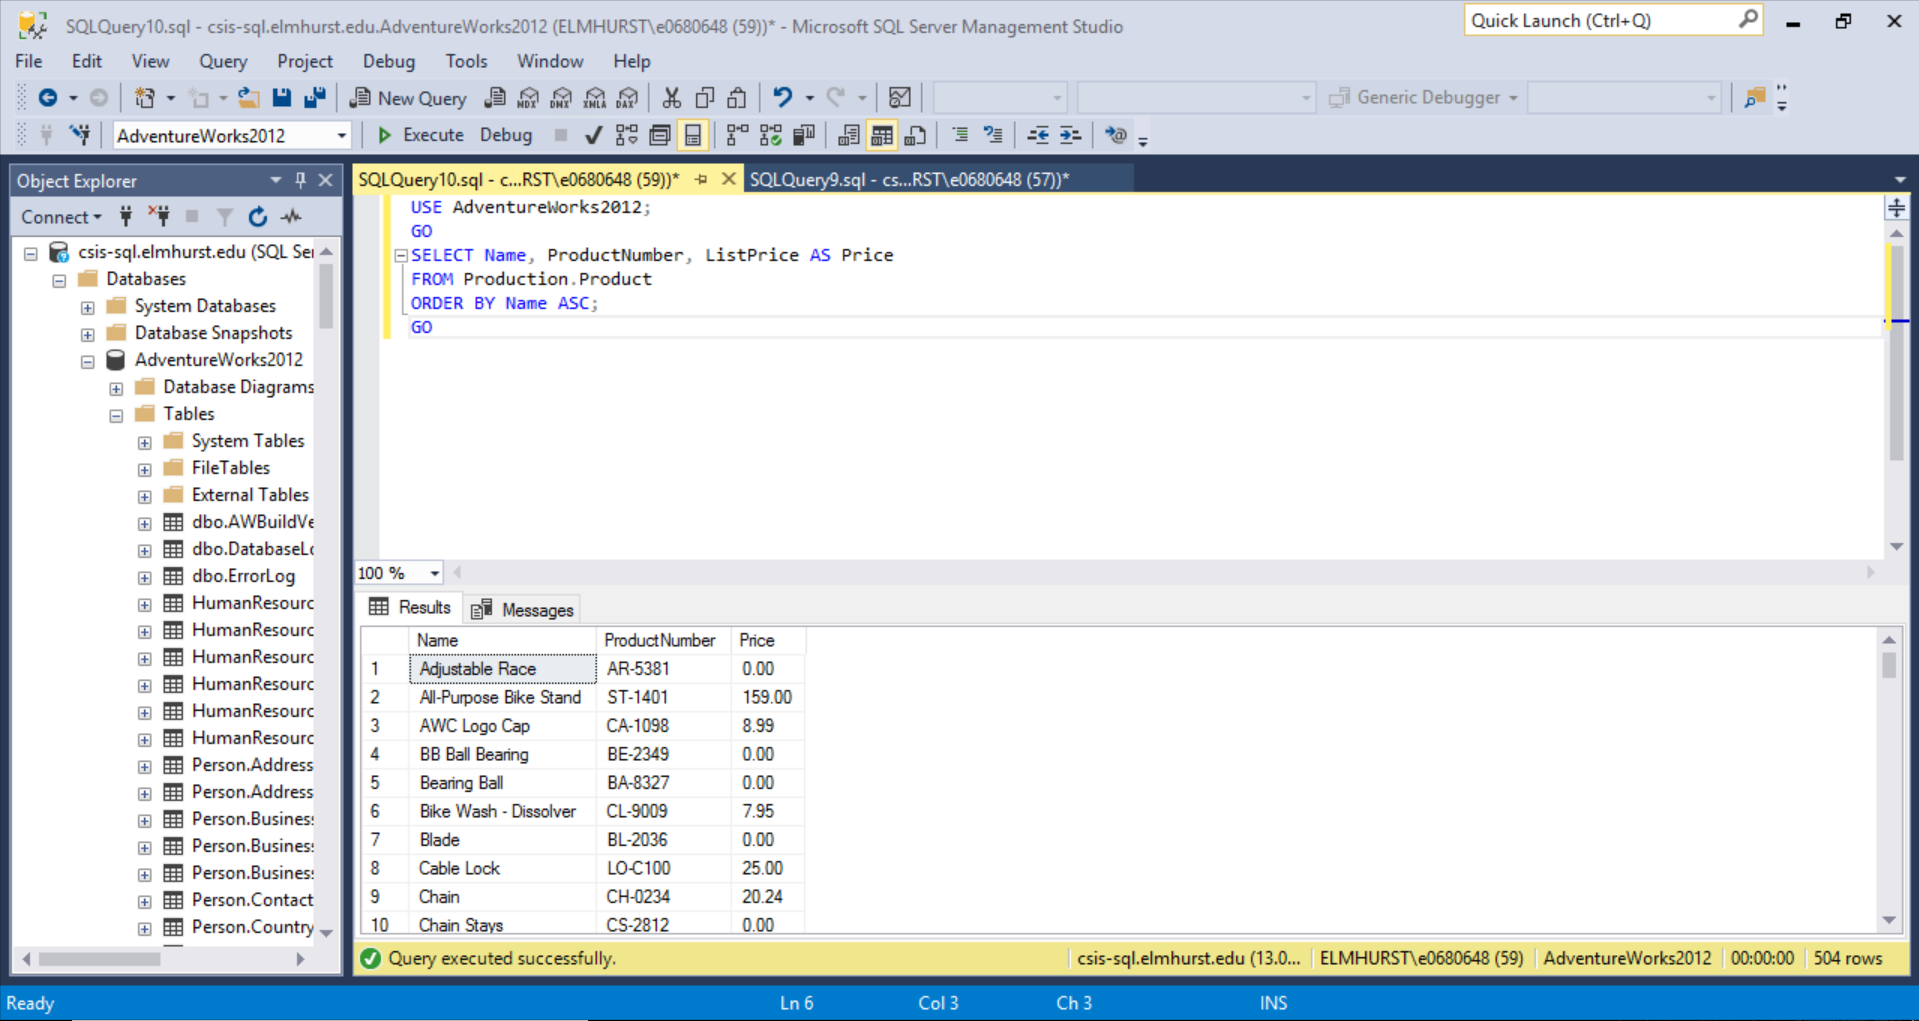 SQLQuery10.sql - csis-sql.elmhurst.edu.AdventureWorks2012 (ELMHURST\e0680648 (59))* - Microsoft SQL Server Management Studio
Quick Launch (Ctrl+Q)
File Edit View Query Project Debug Tools Window Help
New Query MDX DMX XMLA DAX Generic Debugger
AdventureWorks2012 Execute Debug
Object Explorer
SQLQuery10.sql - c...RST\e0680648 (59))* SQLQuery9.sql - cs...RST\e0680648 (57))*
Connect
csis-sql.elmhurst.edu (SQL Ser
Databases
System Databases
Database Snapshots
AdventureWorks2012
Database Diagrams
Tables
System Tables
FileTables
External Tables
dbo.AWBuildVe
dbo.DatabaseLo
dbo.ErrorLog
HumanResourc
HumanResourc
HumanResourc
HumanResourc
HumanResourc
HumanResourc
Person.Address
Person.Address
Person.Business
Person.Business
Person.Business
Person.Contact
Person.Country
USE AdventureWorks2012;
GO
SELECT Name, ProductNumber, ListPrice AS Price
FROM Production.Product
ORDER BY Name ASC;
GO
100 %
Results Messages
Name ProductNumber Price
1 Adjustable Race AR-5381 0.00
2 All-Purpose Bike Stand ST-1401 159.00
3 AWC Logo Cap CA-1098 8.99
4 BB Ball Bearing BE-2349 0.00
5 Bearing Ball BA-8327 0.00
6 Bike Wash - Dissolver CL-9009 7.95
7 Blade BL-2036 0.00
8 Cable Lock LO-C100 25.00
9 Chain CH-0234 20.24
10 Chain Stays CS-2812 0.00
Query executed successfully. csis-sql.elmhurst.edu (13.0... ELMHURST\e0680648 (59) AdventureWorks2012 00:00:00 504 rows
Ready Ln 6 Col 3 Ch 3 INS